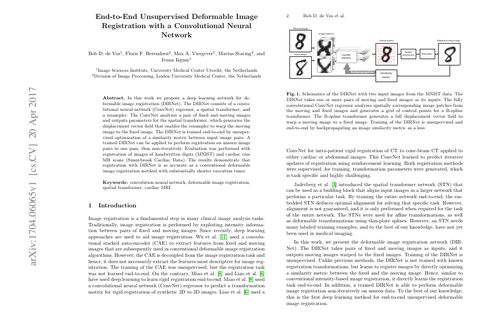 End-to-End Unsupervised Deformable Image
Registration with a Convolutional Neural
Network
Bob D. de Vos, Floris F. Berendsen, Max A. Viergever, Marius Staring, and
Ivana Išgum
Image Sciences Institute, University Medical Center Utrecht, the Netherlands
Division of Image Processing, Leiden University Medical Center, the Netherlands
arXiv:1704.06065v1 [cs.CV] 20 Apr 2017
Abstract. In this work we propose a deep learning network for de-
formable image registration (DIRNet). The DIRNet consists of a convo-
lutional neural network (ConvNet) regressor, a spatial transformer, and
a resampler. The ConvNet analyzes a pair of fixed and moving images
and outputs parameters for the spatial transformer, which generates the
displacement vector field that enables the resampler to warp the moving
image to the fixed image. The DIRNet is trained end-to-end by unsuper-
vised optimization of a similarity metric between input image pairs. A
trained DIRNet can be applied to perform registration on unseen image
pairs in one pass, thus non-iteratively. Evaluation was performed with
registration of images of handwritten digits (MNIST) and cardiac cine
MR scans (Sunnybrook Cardiac Data). The results demonstrate that
registration with DIRNet is as accurate as a conventional deformable
image registration method with substantially shorter execution times.
Keywords: convolution neural network, deformable image registration,
spatial transformer, cardiac MRI
1 Introduction
Image registration is a fundamental step in many clinical image analysis tasks.
Traditionally, image registration is performed by exploiting intensity informa-
tion between pairs of fixed and moving images. Since recently, deep learning
approaches are used to aid image registration. Wu et al. [11] used a convolu-
tional stacked auto-encoder (CAE) to extract features from fixed and moving
images that are subsequently used in conventional deformable image registration
algorithms. However, the CAE is decoupled from the image registration task and
hence, it does not necessarily extract the features most descriptive for image reg-
istration. The training of the CAE was unsupervised, but the registration task
was not learned end-to-end. On the contrary, Miao et al. and Liao et al.
have used deep learning to learn rigid registration end-to-end. Miao et al. used
a convolutional neural network (ConvNet) regressor to predict a transformation
matrix for rigid registration of synthetic 2D to 3D images. Liao et al. used a
2 Bob D. de Vos et al.
Fig. 1. Schematics of the DIRNet with two input images from the MNIST data. The
DIRNet takes one or more pairs of moving and fixed images as its inputs. The fully
convolutional ConvNet regressor analyzes spatially corresponding image patches from
the moving and fixed images and generates a grid of control points for a B-spline
transformer. The B-spline transformer generates a full displacement vector field to
warp a moving image to a fixed image. Training of the DIRNet is unsupervised and
end-to-end by backpropagating an image similarity metric as a loss.
ConvNet for intra-patient rigid registration of CT to cone-beam CT applied to
either cardiac or abdominal images. This ConvNet learned to predict iterative
updates of registration using reinforcement learning. Both registration methods
were supervised: for training, transformation parameters were generated, which
is task specific and highly challenging.
Jaderberg et al. introduced the spatial transformer network (STN) that
can be used as a building block that aligns input images in a larger network that
performs a particular task. By training the entire network end-to-end, the em-
bedded STN deduces optimal alignment for solving that specific task. However,
alignment is not guaranteed, and it is only performed when required for the task
of the entire network. The STNs were used for affine transformations, as well
as deformable transformations using thin-plate splines. However, an STN needs
many labeled training examples, and to the best of our knowledge, have not yet
been used in medical imaging.
In this work, we present the deformable image registration network (DIR-
Net). The DIRNet takes pairs of fixed and moving images as inputs, and it
outputs moving images warped to the fixed images. Training of the DIRNet is
unsupervised. Unlike previous methods, the DIRNet is not trained with known
registration transformations, but learns to register images by directly optimizing
a similarity metric between the fixed and the moving image. Hence, similar to
conventional intensity-based image registration, it directly learns the registration
task end-to-end. In addition, a trained DIRNet is able to perform deformable
image registration non-iteratively on unseen data. To the best of our knowledge,
this is the first deep learning method for end-to-end unsupervised deformable
image registration.